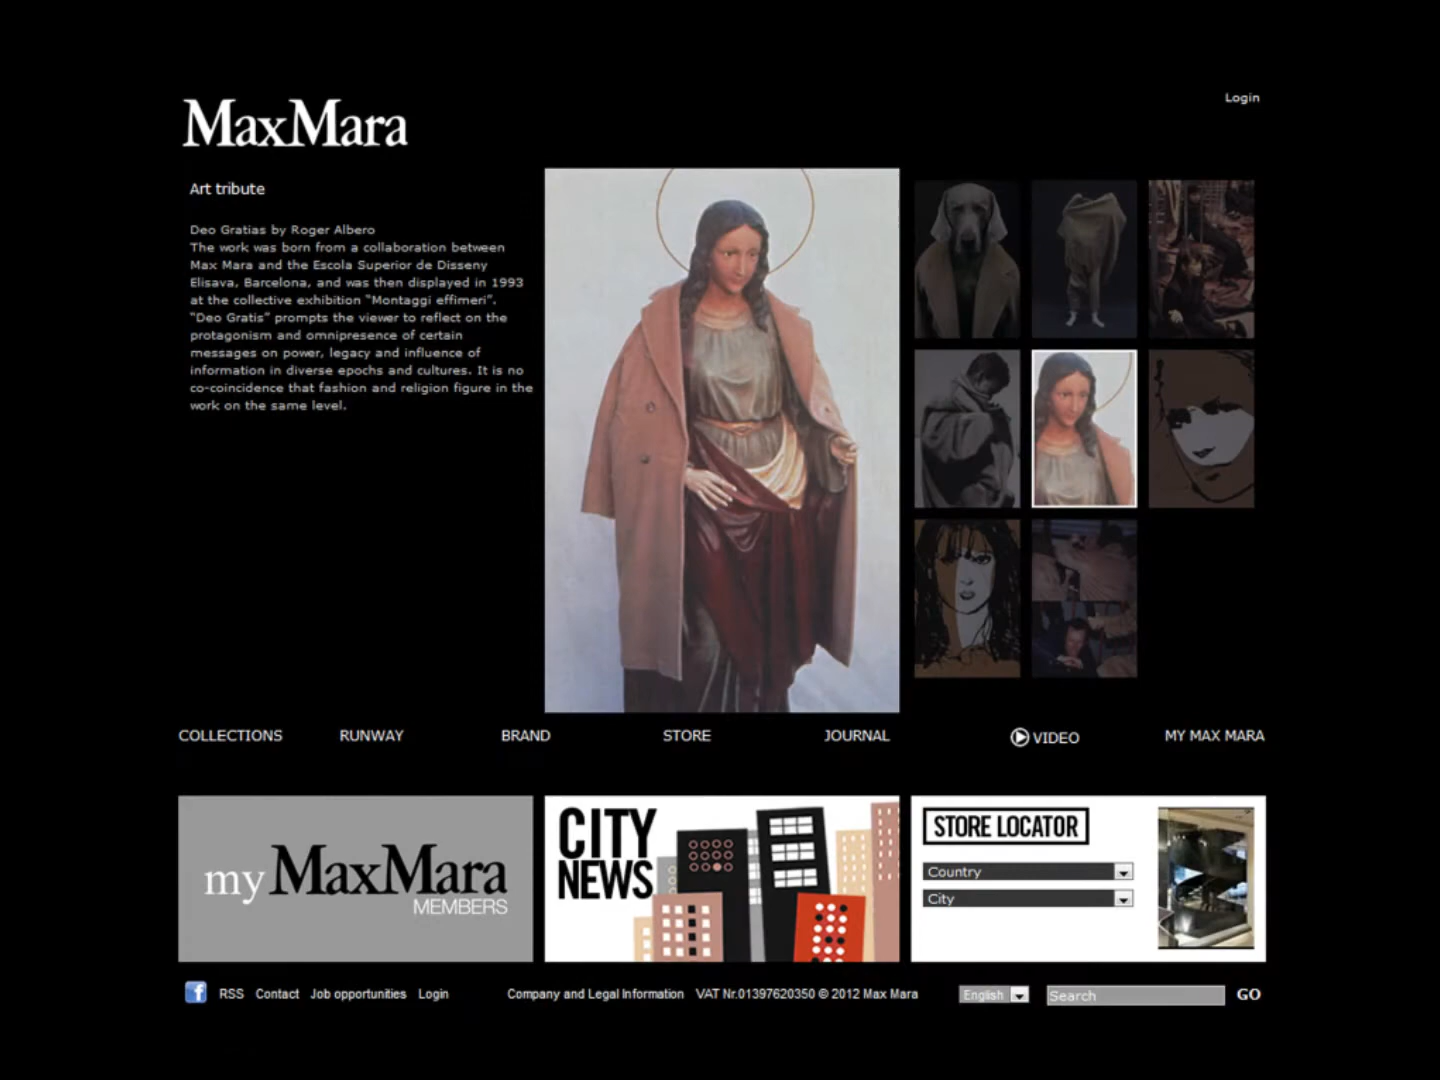 MaxMara
Login
Art tribute
Deo Gratias by Roger Albero
The work was born from a collaboration between
Max Mara and the Escola Superior de Disseny
Elisava, Barcelona, and was then displayed in 1993
at the collective exhibition "Montaggi effimeri".
"Deo Gratis" prompts the viewer to reflect on the
protagonism and omnipresence of certain
messages on power, legacy and influence of
information in diverse epochs and cultures. It is no
co-coincidence that fashion and religion figure in the
work on the same level.
COLLECTIONS RUNWAY BRAND STORE JOURNAL VIDEO MY MAX MARA
my MaxMara
MEMBERS
CITY
NEWS
STORE LOCATOR
Country
City
f RSS Contact Job opportunities Login Company and Legal Information VAT Nr.01397620350 © 2012 Max Mara English Search GO